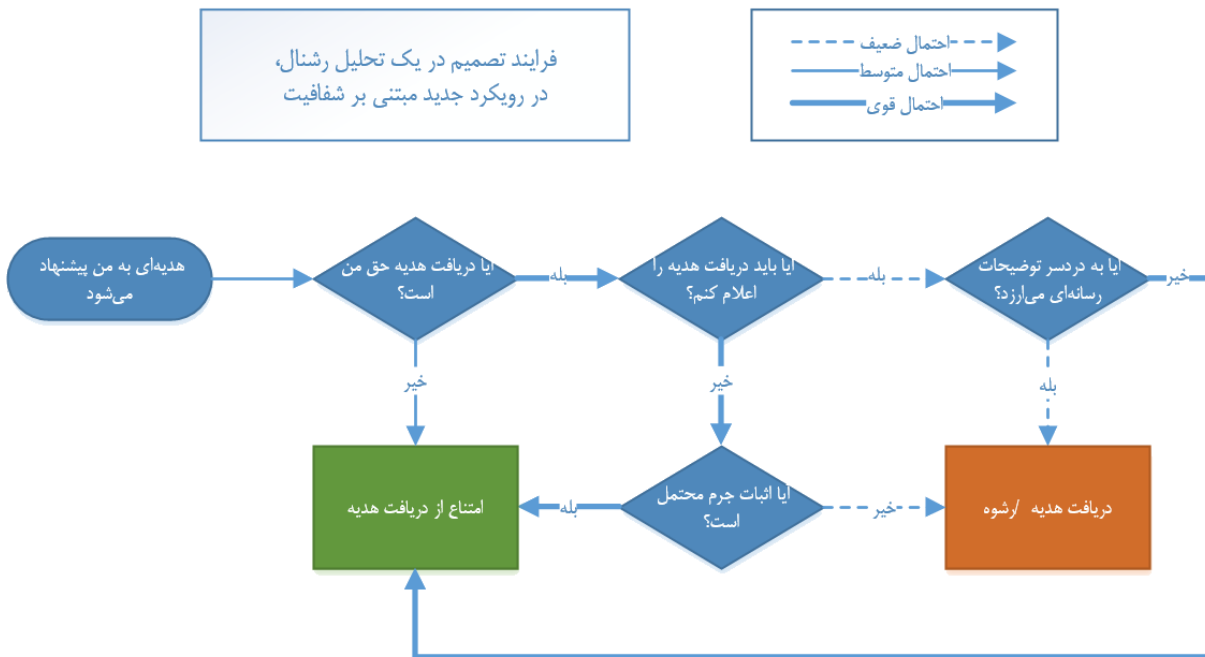 فرایند تصمیم در یک تحلیل رشنال،
در رویکرد جدید مبتنی بر شفافیت
احتمال ضعیف
احتمال متوسط
احتمال قوی
هدیه‌ای به من پیشنهاد
می‌شود
آیا دریافت هدیه حق من
است؟
بله
آیا باید دریافت هدیه را
اعلام کنم؟
بله
آیا به دردسر توضیحات
رسانه‌ای می‌ارزد؟
خیر
خیر
خیر
بله
امتناع از دریافت هدیه
بله
آیا اثبات جرم محتمل
است؟
خیر
دریافت هدیه /رشوه